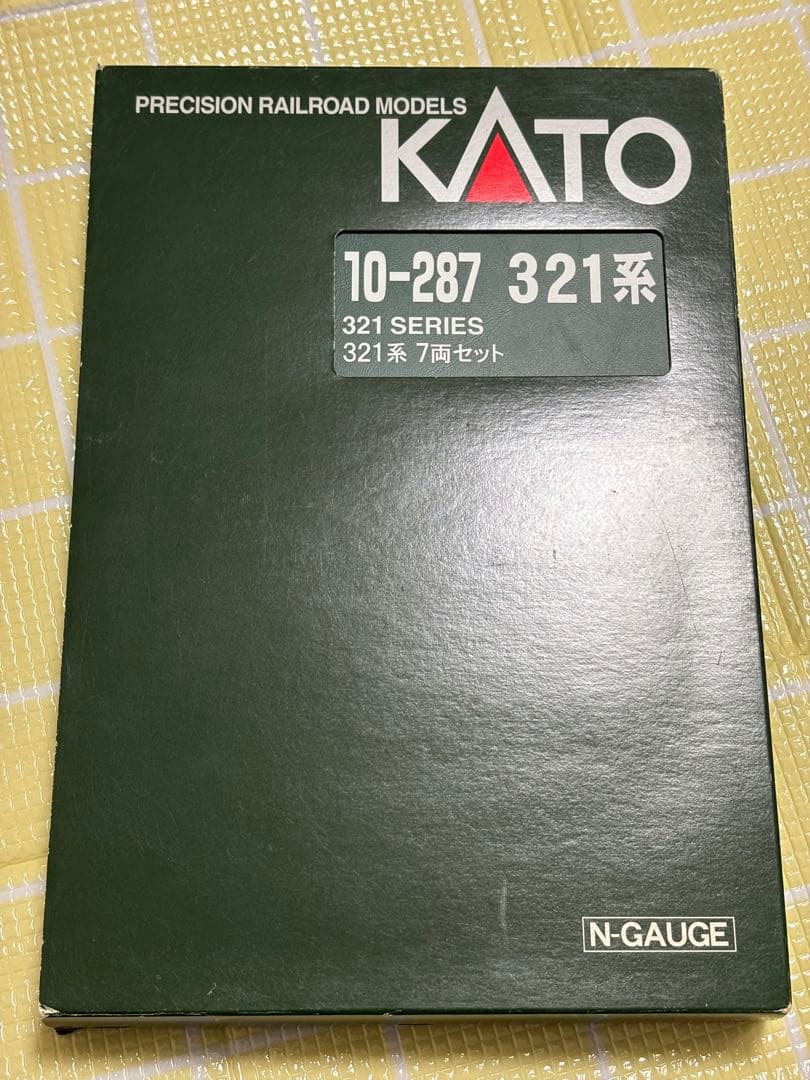 PRECISION RAILROAD MODELS
KATO
10-287 321系
321 SERIES
321系 7両セット
N-GAUGE